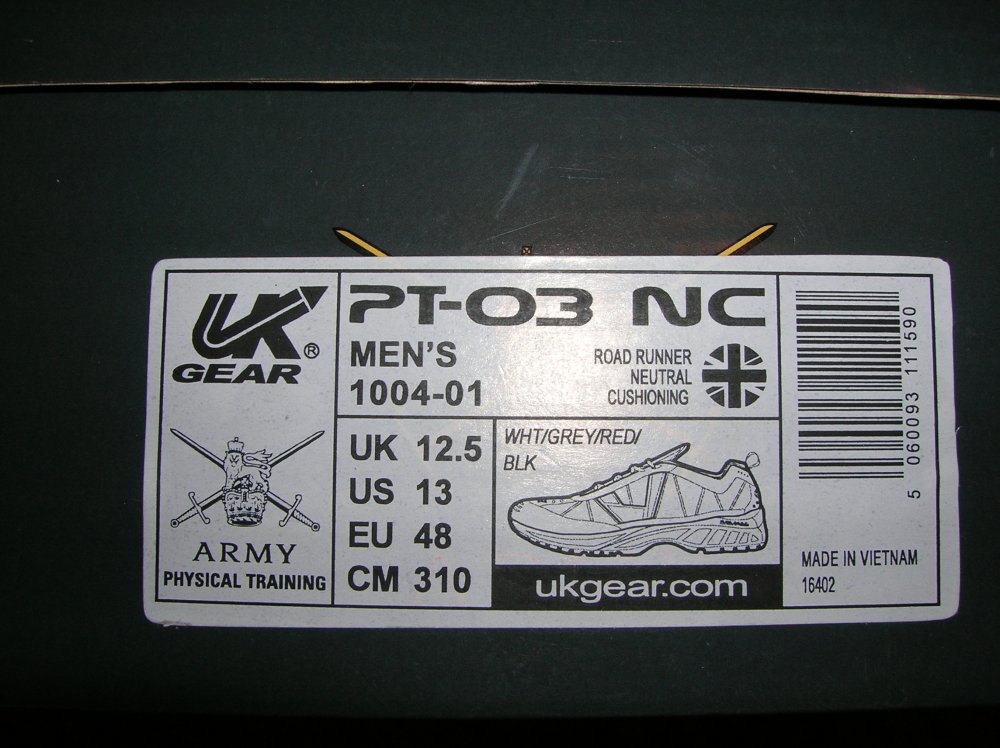 UK
GEAR ®
ARMY
PHYSICAL TRAINING
PT-03 NC
MEN'S
1004-01
ROAD RUNNER
NEUTRAL
CUSHIONING
UK 12.5
US 13
EU 48
CM 310
WHT/GREY/RED/
BLK
ukgear.com
5 060093 111590
MADE IN VIETNAM
16402